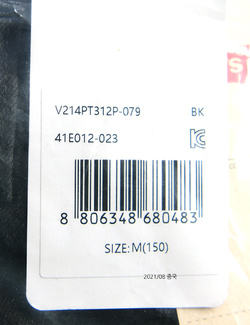 V214PT312P-079 BK
41E012-023
8 806348 680483
SIZE: M(150)
2021/08 중국